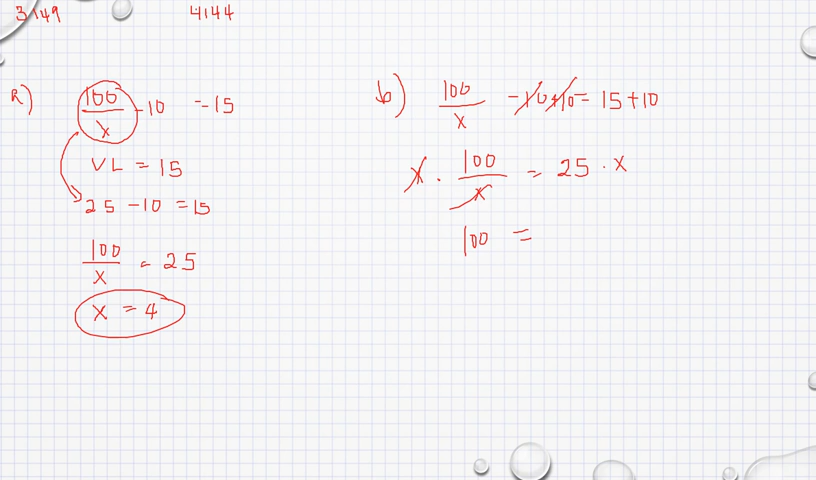 3149
4144
a) 100/x - 10 = 15
VL = 15
25 - 10 = 15
100/x = 25
x = 4
b) 100/x - 10 + 10 = 15 + 10
x · 100/x = 25 · x
100 =